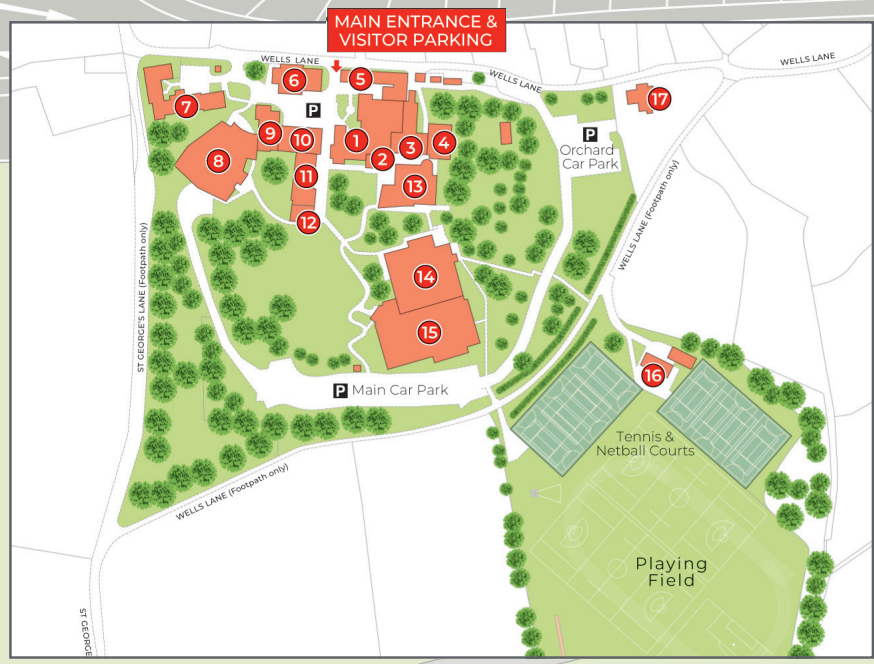 MAIN ENTRANCE &
VISITOR PARKING
WELLS LANE
WELLS LANE
WELLS LANE
5
6
7
17
P
P
Orchard
Car Park
9
10
1
2
3
4
8
11
13
12
ST GEORGE'S LANE (Footpath only)
WELLS LANE (Footpath only)
14
15
16
P Main Car Park
Tennis &
Netball Courts
WELLS LANE (Footpath only)
Playing
Field
ST GEORGE